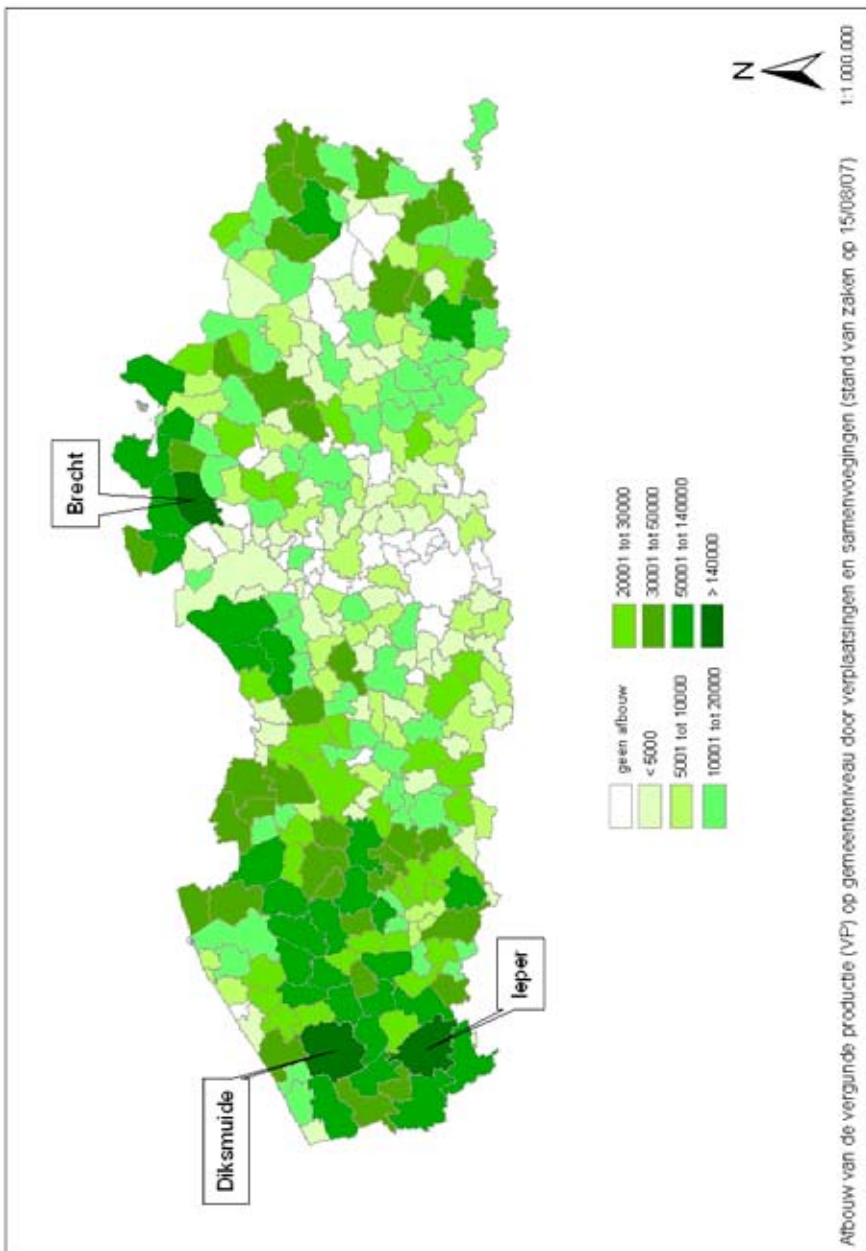 Brecht
Diksmuide
Ieper
N
geen afbouw
< 5000
5001 tot 10000
10001 tot 20000
20001 tot 30000
30001 tot 50000
50001 tot 140000
> 140000
1:1.000.000
Afbouw van de vergunde productie (VP) op gemeenteniveau door verplaatsingen en samenvoegingen (stand van zaken op 15/08/07)